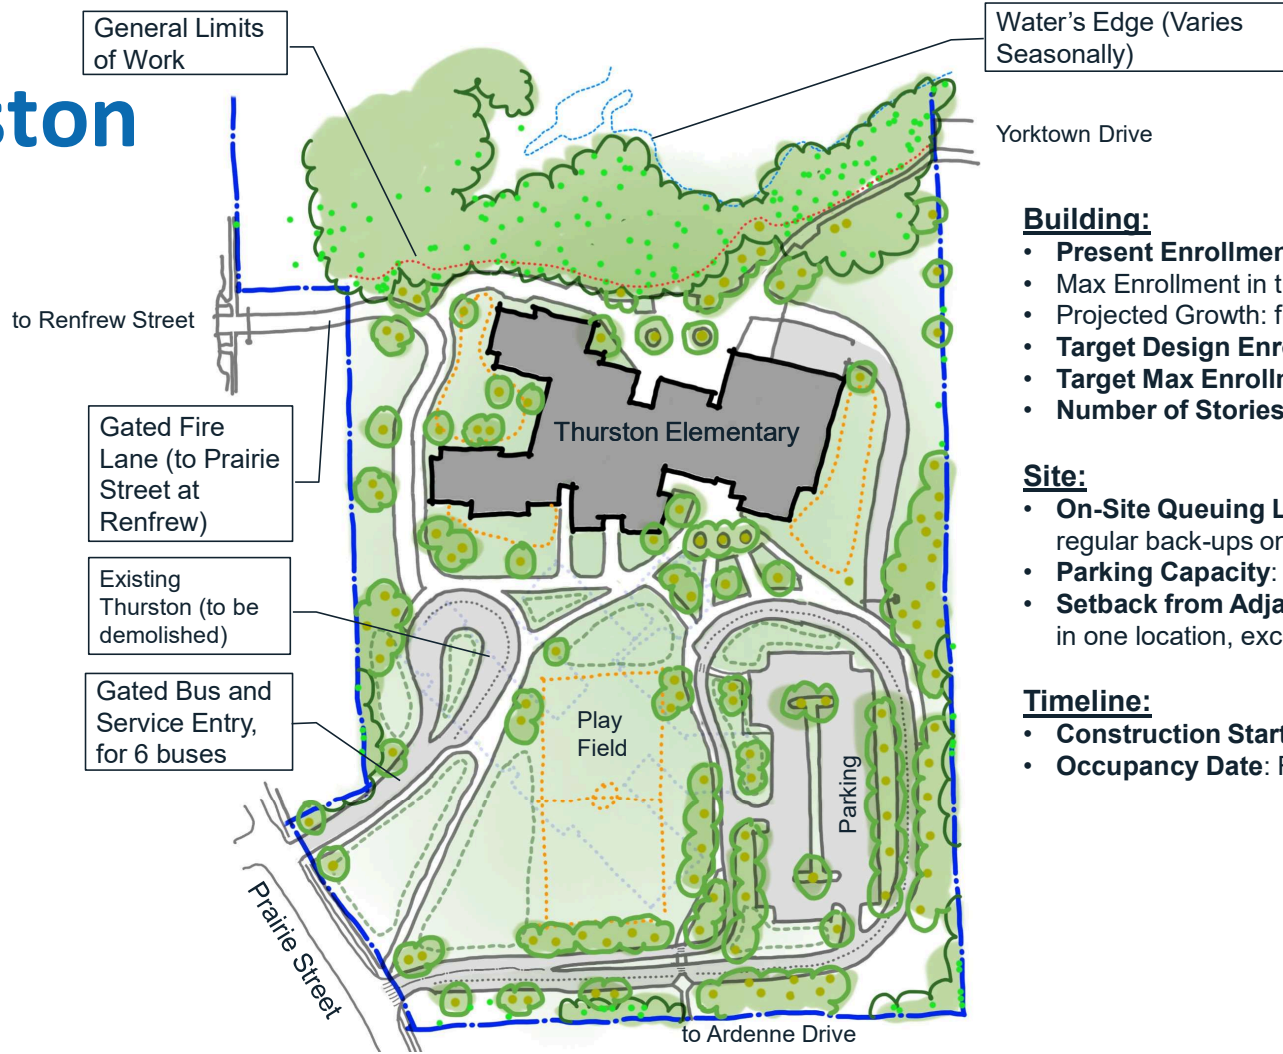 General Limits
of Work
Water's Edge (Varies
Seasonally)
ston
Yorktown Drive
to Renfrew Street
Gated Fire
Lane (to Prairie
Street at
Renfrew)
Thurston Elementary
Existing
Thurston (to be
demolished)
Gated Bus and
Service Entry,
for 6 buses
Play
Field
Parking
Prairie Street
to Ardenne Drive
Building:
• Present Enrollmen
• Max Enrollment in t
• Projected Growth: f
• Target Design Enr
• Target Max Enrolln
• Number of Stories
Site:
• On-Site Queuing L
regular back-ups or
• Parking Capacity:
• Setback from Adja
in one location, exc
Timeline:
• Construction Start
• Occupancy Date: F